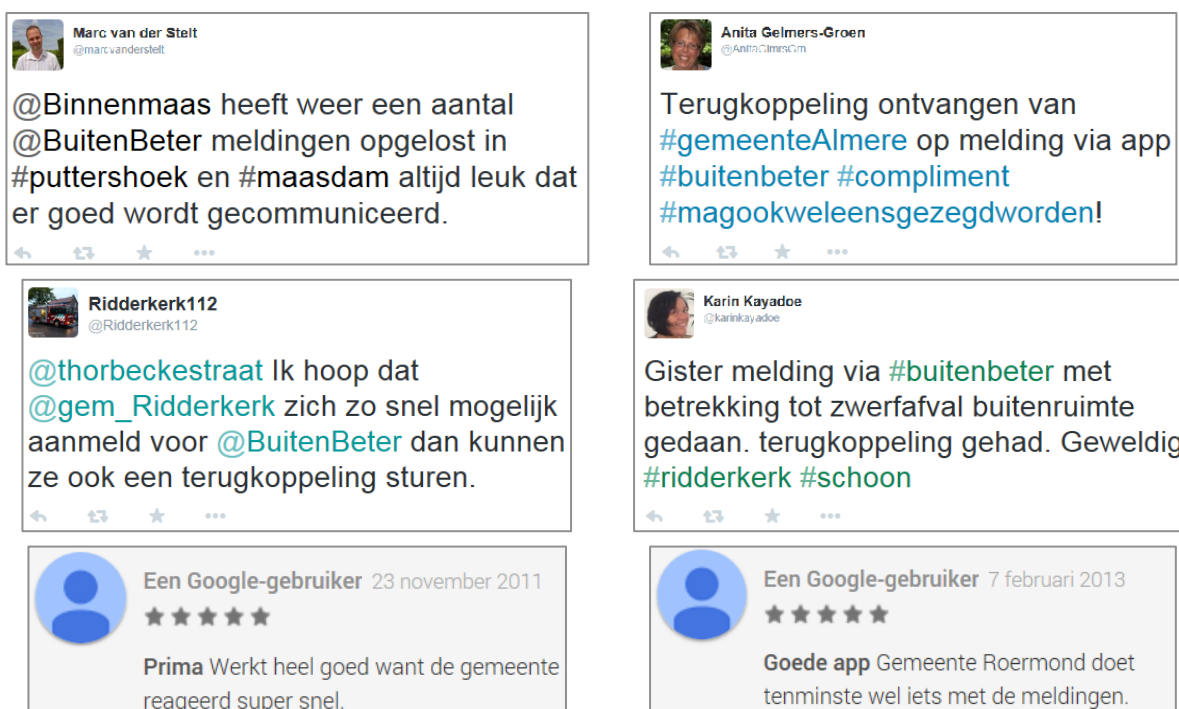 Marc van der Stelt
@marcvanderstelt
@Binnenmaas heeft weer een aantal
@BuitenBeter meldingen opgelost in
#puttershoek en #maasdam altijd leuk dat
er goed wordt gecommuniceerd.
Anita Gelmers-Groen
@AnitaGlmrsGrn
Terugkoppeling ontvangen van
#gemeenteAlmere op melding via app
#buitenbeter #compliment
#magookweleensgezegdworden!
Ridderkerk112
@Ridderkerk112
@thorbeckestraat Ik hoop dat
@gem_Ridderkerk zich zo snel mogelijk
aanmeld voor @BuitenBeter dan kunnen
ze ook een terugkoppeling sturen.
Karin Kayadoe
@karinkayadoe
Gister melding via #buitenbeter met
betrekking tot zwerfafval buitenruimte
gedaan. terugkoppeling gehad. Geweldig
#ridderkerk #schoon
Een Google-gebruiker 23 november 2011
Prima Werkt heel goed want de gemeente
reageerd super snel.
Een Google-gebruiker 7 februari 2013
Goede app Gemeente Roermond doet
tenminste wel iets met de meldingen.